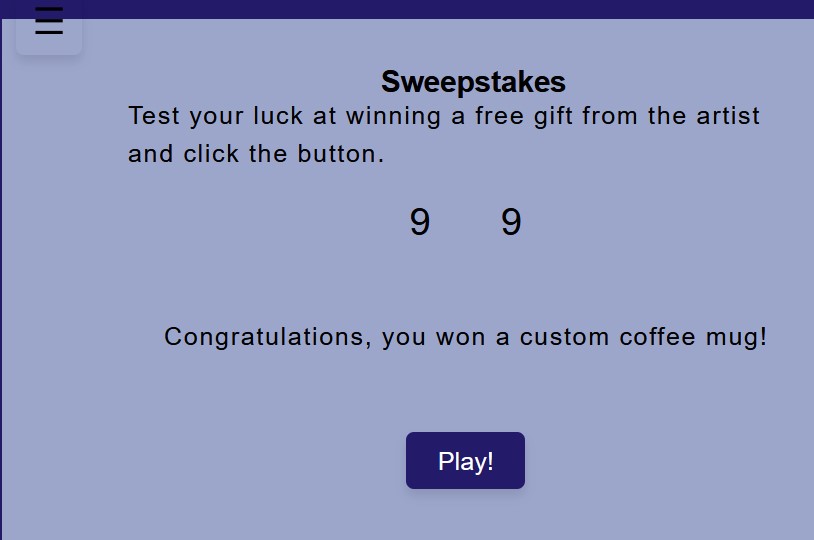 Sweepstakes
Test your luck at winning a free gift from the artist
and click the button.
9 9
Congratulations, you won a custom coffee mug!
Play!